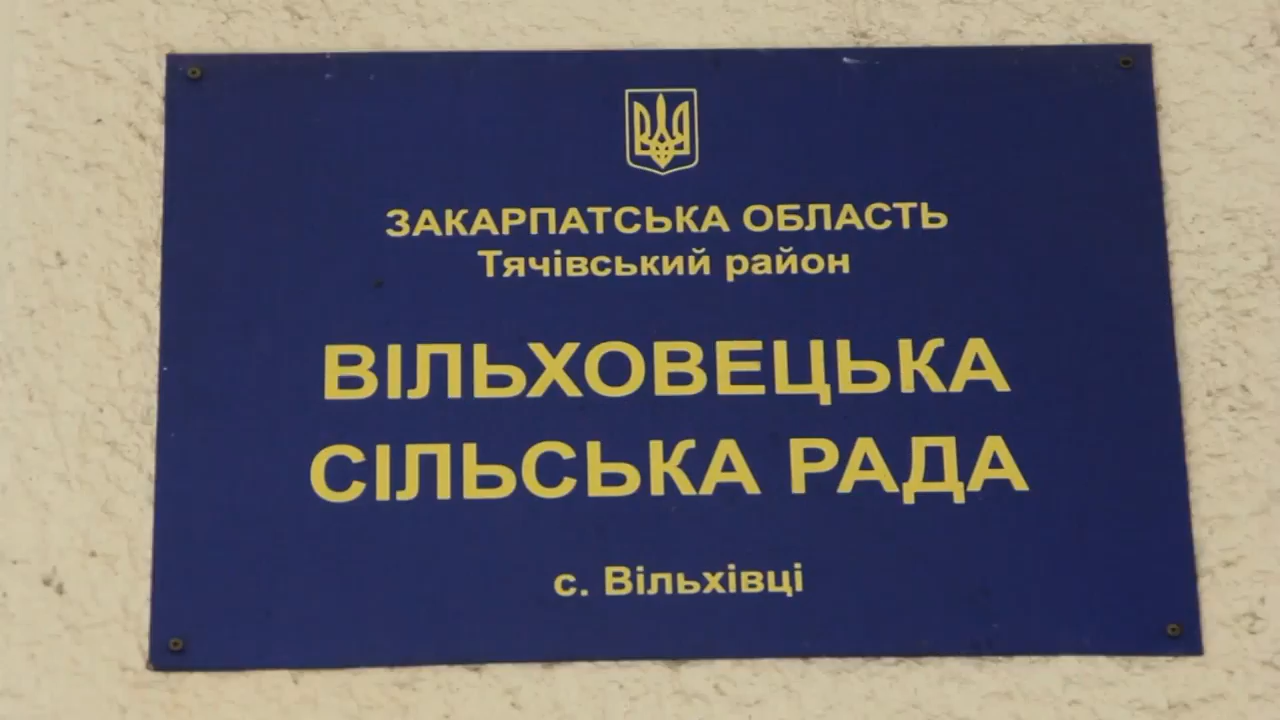 ЗАКАРПАТСЬКА ОБЛАСТЬ
Тячівський район
ВІЛЬХОВЕЦЬКА
СІЛЬСЬКА РАДА
с. Вільхівці